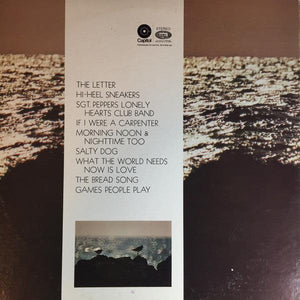 Capitol
STEREO
THE LETTER
HI-HEEL SNEAKERS
SGT PEPPERS LONELY
HEARTS CLUB BAND
IF I WERE A CARPENTER
MORNING NOON &
NIGHTTIME TOO
SALTY DOG
WHAT THE WORLD NEEDS
NOW IS LOVE
THE BREAD SONG
GAMES PEOPLE PLAY